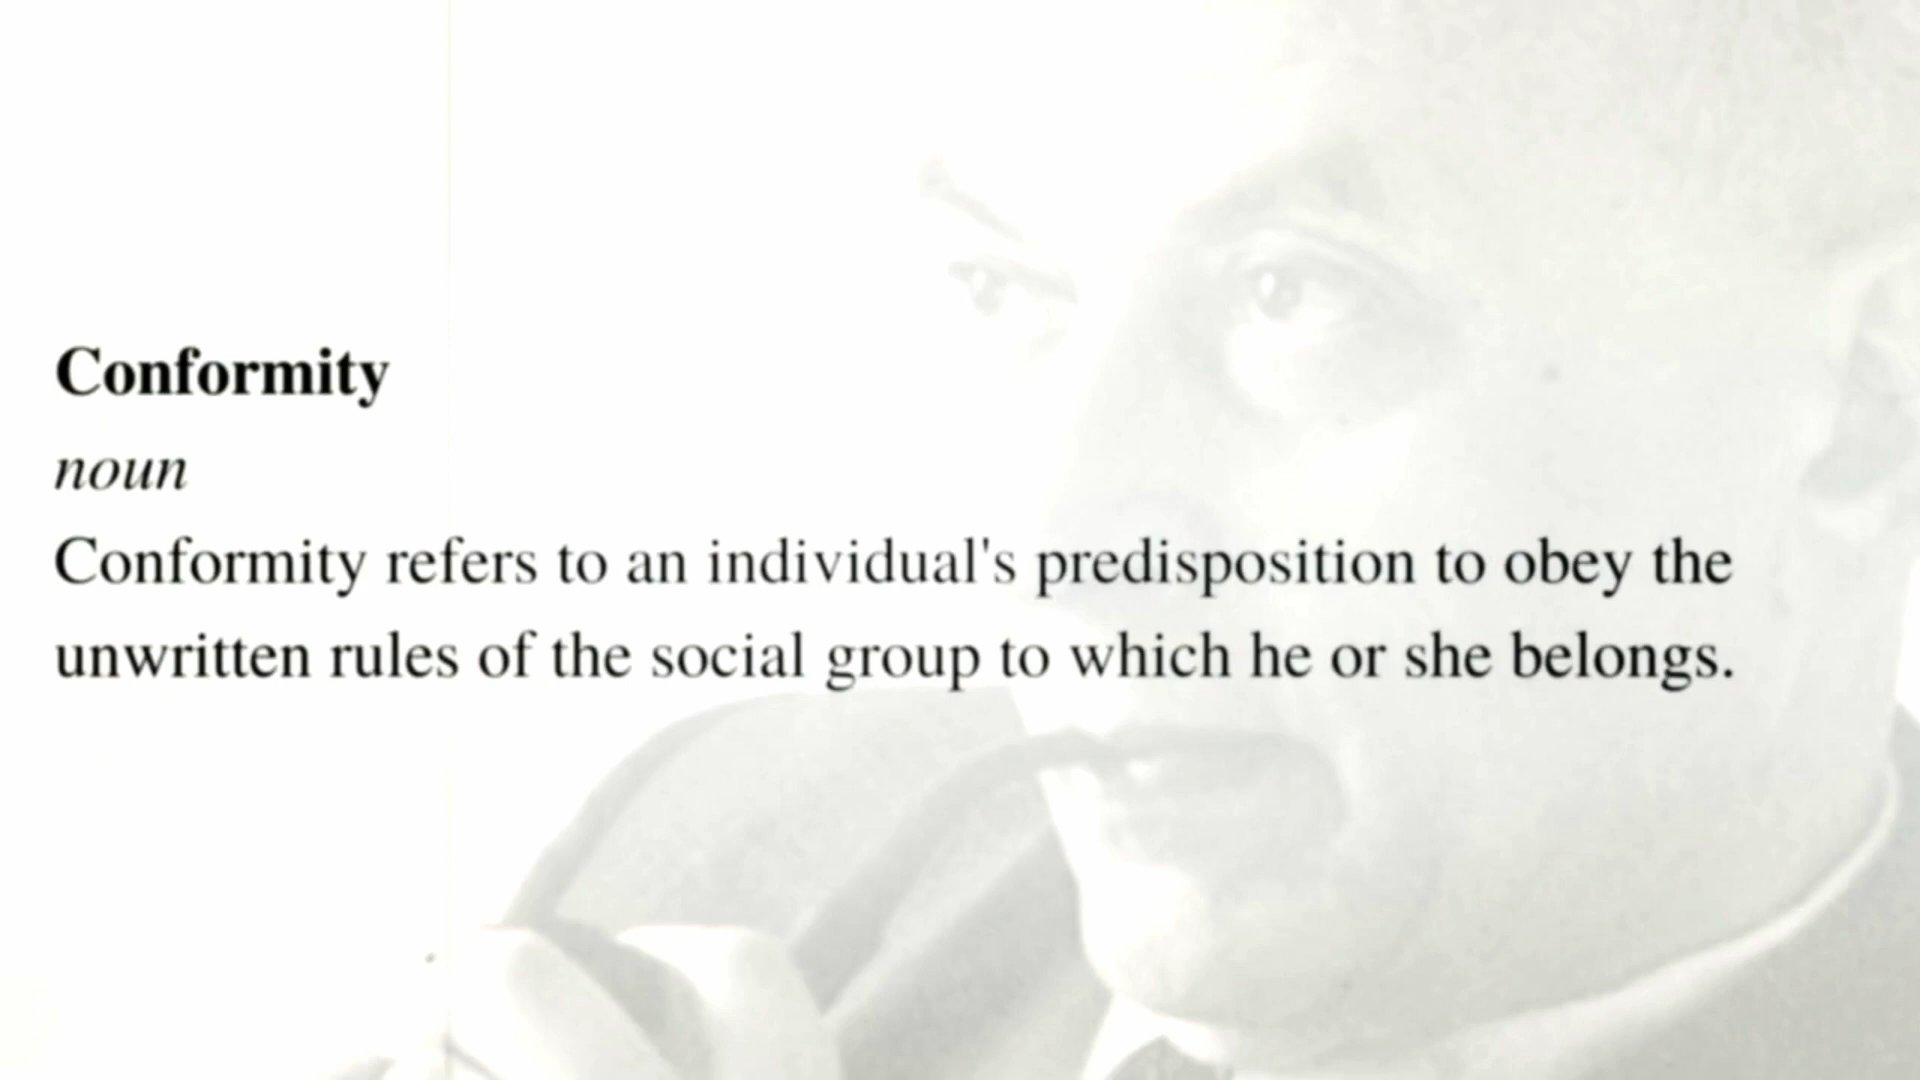 Conformity
noun
Conformity refers to an individual's predisposition to obey the
unwritten rules of the social group to which he or she belongs.